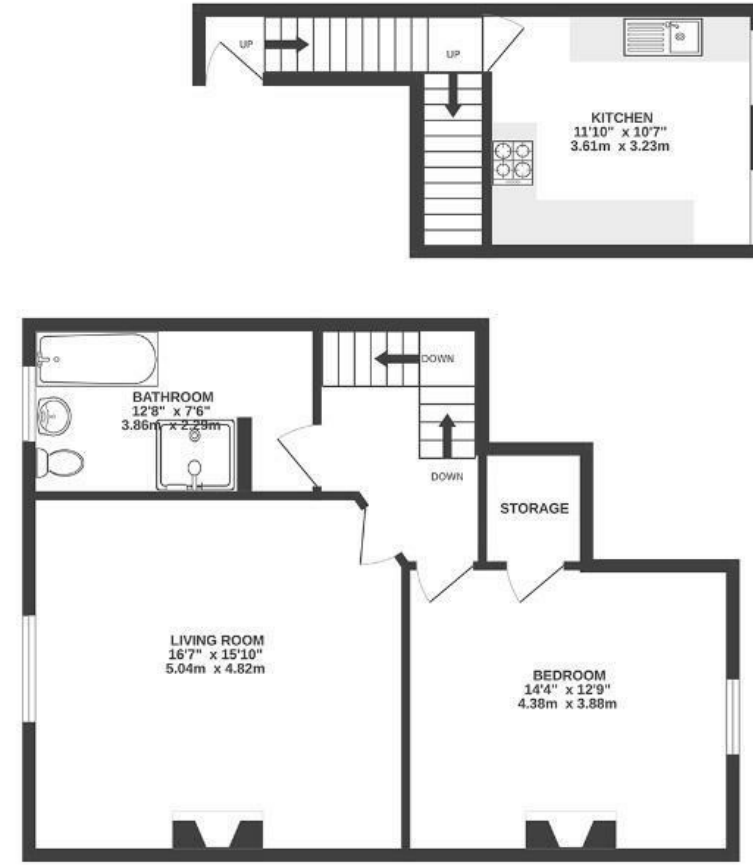 UP
UP
KITCHEN
11'10" x 10'7"
3.61m x 3.23m
DOWN
BATHROOM
12'8" x 7'6"
3.86m x 2.29m
DOWN
STORAGE
LIVING ROOM
16'7" x 15'10"
5.04m x 4.82m
BEDROOM
14'4" x 12'9"
4.38m x 3.88m